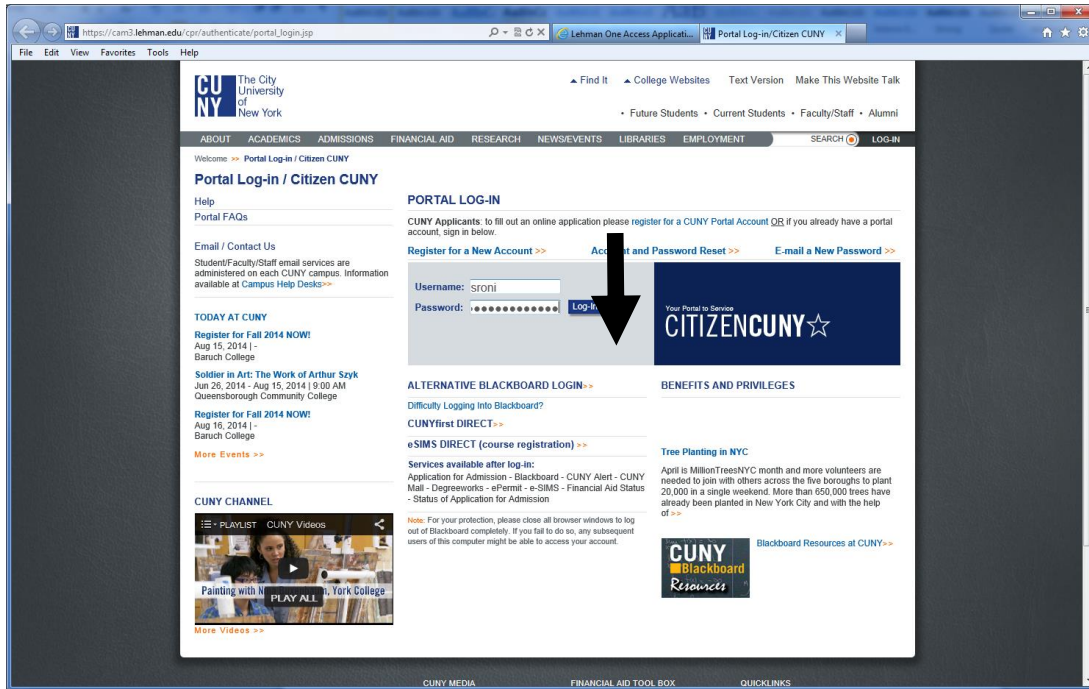 https://cam3.lehman.edu/cpr/authenticate/portal_login.jsp
Lehman One Access Applicati...
Portal Log-in/Citizen CUNY
File Edit View Favorites Tools Help
CU
NY
The City
University
of
New York
Find It College Websites Text Version Make This Website Talk
• Future Students • Current Students • Faculty/Staff • Alumni
ABOUT ACADEMICS ADMISSIONS FINANCIAL AID RESEARCH NEWS/EVENTS LIBRARIES EMPLOYMENT SEARCH LOG-IN
Welcome >> Portal Log-in / Citizen CUNY
Portal Log-in / Citizen CUNY
Help
Portal FAQs
Email / Contact Us
Student/Faculty/Staff email services are
administered on each CUNY campus. Information
available at Campus Help Desks>>
TODAY AT CUNY
Register for Fall 2014 NOW!
Aug 15, 2014 | -
Baruch College
Soldier in Art: The Work of Arthur Szyk
Jun 26, 2014 - Aug 15, 2014 | 9:00 AM
Queensborough Community
College
Register for Fall 2014 NOW!
Aug 16, 2014 | -
Baruch College
More Events >>
CUNY CHANNEL
PLAYLIST CUNY Videos
Painting with , York College
PLAY ALL
More Videos >>
PORTAL LOG-IN
CUNY Applicants: to fill out an online application please register for a CUNY Portal Account OR if you already have a portal
account, sign in below.
Register for a New Account >> and Password Reset >> E-mail a New Password >>
Username: sroni
Password: Log-In
Your Portal to Service
CITIZENCUNY
ALTERNATIVE BLACKBOARD LOGIN>>
Difficulty Logging Into Blackboard?
CUNYfirst DIRECT>>
eSIMS DIRECT (course registration) >>
Services available after log-in:
Application for Admission - Blackboard - CUNY Alert - CUNY
Mall - Degreeworks - ePermit - e-SIMS - Financial Aid Status
- Status of Application for Admission
Note: For your protection, please close all browser windows to log
out of Blackboard completely. If you fail to do so, any subsequent
users of this computer might be able to access your account.
BENEFITS AND PRIVILEGES
Tree Planting in NYC
April is MillionTreesNYC month and more volunteers are
needed to join with others across the five boroughs to plant
20,000 in a single weekend. More than 650,000 trees have
already been planted in New York City and with the help
of >>
CUNY
Blackboard
Resources
Blackboard Resources at CUNY>>
CUNY MEDIA FINANCIAL AID TOOL BOX QUICKLINKS